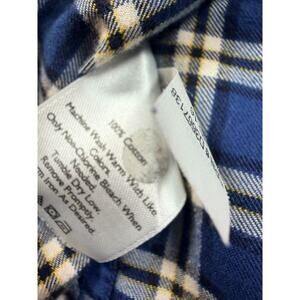 100% Cotton
Machine Wash Warm With Like
Colors.
Only Non-Chlorine Bleach When
Needed.
Tumble Dry Low.
Remove Promptly.
Iron As Desired.